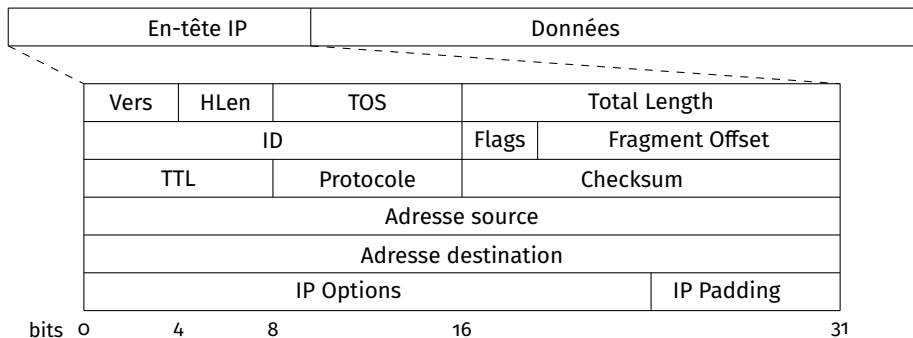 En-tête IP Données
Vers HLen TOS Total Length
ID Flags Fragment Offset
TTL Protocole Checksum
Adresse source
Adresse destination
IP Options IP Padding
bits 0 4 8 16 31